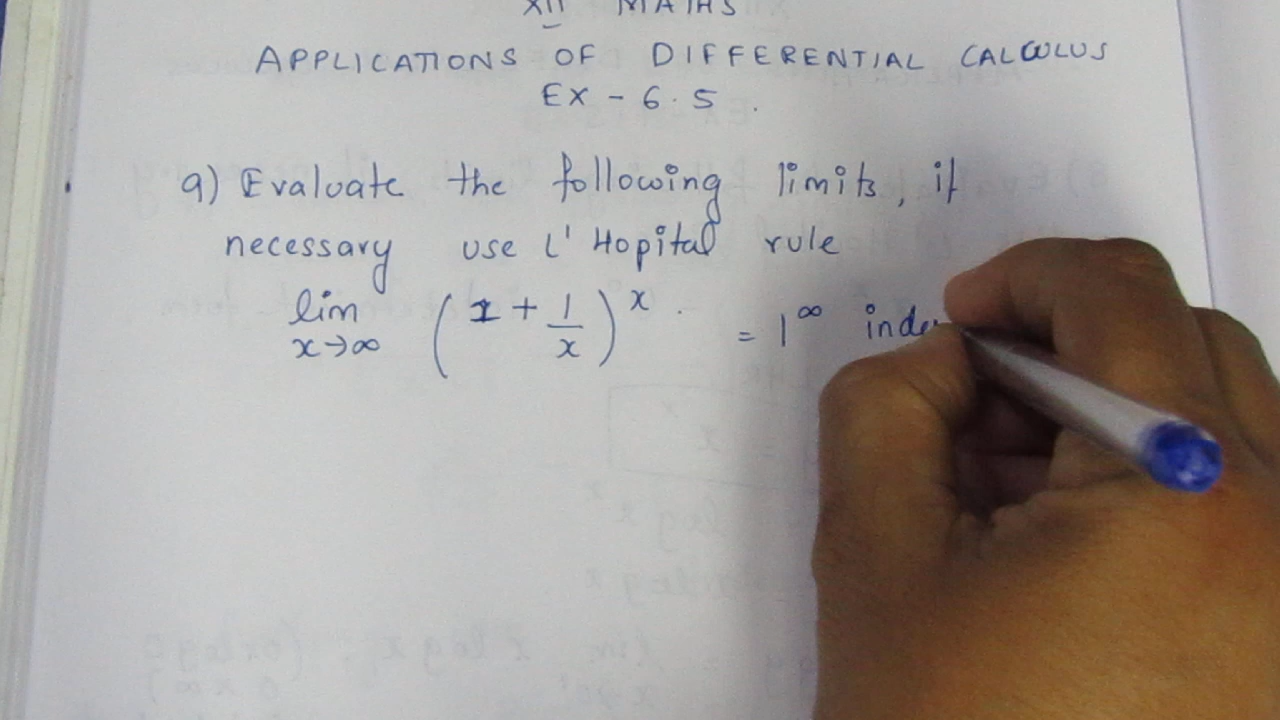 XII MATHS
APPLICATIONS OF DIFFERENTIAL CALCULUS
EX - 6.5.
9) Evaluate the following limits, if
necessary use L' Hopital rule
lim x→∞ (1 + 1/x)^x. = 1^∞ inde